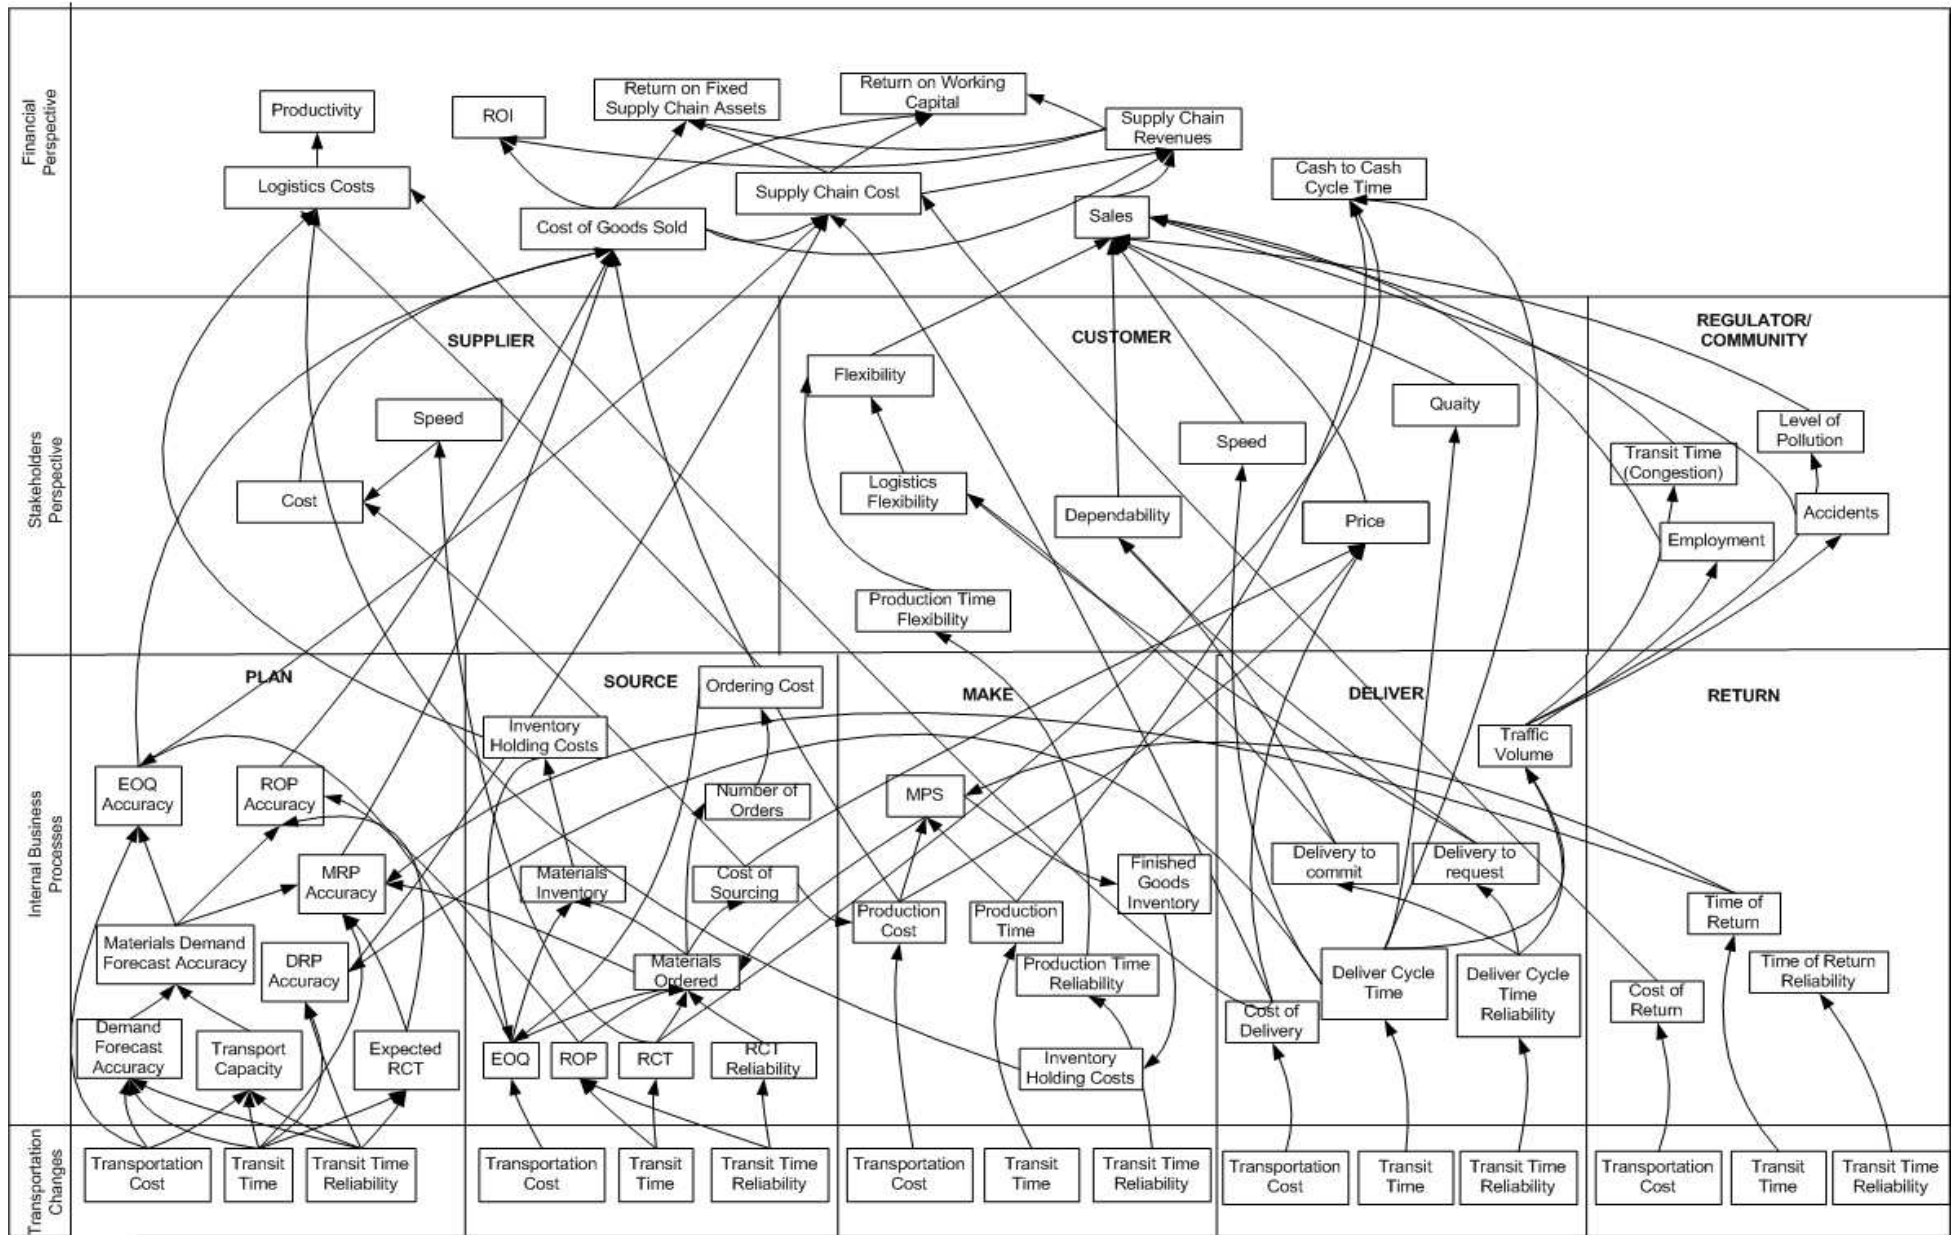 Financial
Perspective
Productivity
ROI
Return on Fixed
Supply Chain Assets
Return on Working
Capital
Supply Chain
Revenues
Logistics Costs
Cost of Goods Sold
Supply Chain Cost
Sales
Cash to Cash
Cycle Time
Stakeholders
Perspective
SUPPLIER
CUSTOMER
REGULATOR/
COMMUNITY
Speed
Cost
Flexibility
Logistics
Flexibility
Production Time
Flexibility
Dependability
Speed
Price
Quaity
Transit Time
(Congestion)
Level of
Pollution
Employment
Accidents
Internal Business
Processes
PLAN
SOURCE
MAKE
DELIVER
RETURN
EOQ
Accuracy
ROP
Accuracy
MRP
Accuracy
Materials Demand
Forecast Accuracy
DRP
Accuracy
Demand
Forecast
Accuracy
Transport
Capacity
Expected
RCT
Ordering Cost
Inventory
Holding Costs
Number of
Orders
Materials
Inventory
Cost of
Sourcing
Materials
Ordered
EOQ
ROP
RCT
RCT
Reliability
MPS
Production
Cost
Production
Time
Finished
Goods
Inventory
Production Time
Reliability
Inventory
Holding Costs
Traffic
Volume
Delivery to
commit
Delivery to
request
Cost of
Delivery
Deliver Cycle
Time
Deliver Cycle
Time
Reliability
Time of
Return
Cost of
Return
Time of Return
Reliability
Transportation
Changes
Transportation
Cost
Transit
Time
Transit Time
Reliability
Transportation
Cost
Transit
Time
Transit Time
Reliability
Transportation
Cost
Transit
Time
Transit Time
Reliability
Transportation
Cost
Transit
Time
Transit Time
Reliability
Transportation
Cost
Transit
Time
Transit Time
Reliability